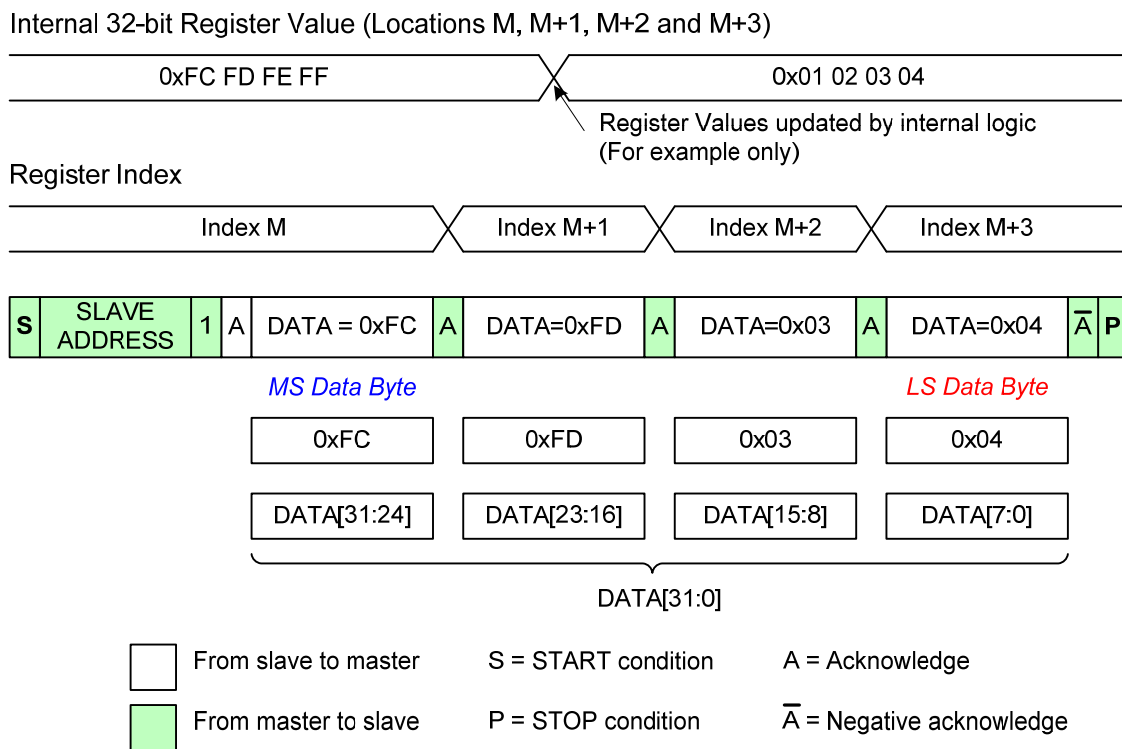 Internal 32-bit Register Value (Locations M, M+1, M+2 and M+3)
0xFC FD FE FF
0x01 02 03 04
Register Values updated by internal logic
(For example only)
Register Index
Index M
Index M+1
Index M+2
Index M+3
S
SLAVE
ADDRESS
1
A
DATA = 0xFC
A
DATA=0xFD
A
DATA=0x03
A
DATA=0x04
A̅
P
MS Data Byte
LS Data Byte
0xFC
0xFD
0x03
0x04
DATA[31:24]
DATA[23:16]
DATA[15:8]
DATA[7:0]
DATA[31:0]
From slave to master
S = START condition
A = Acknowledge
From master to slave
P = STOP condition
A̅ = Negative acknowledge